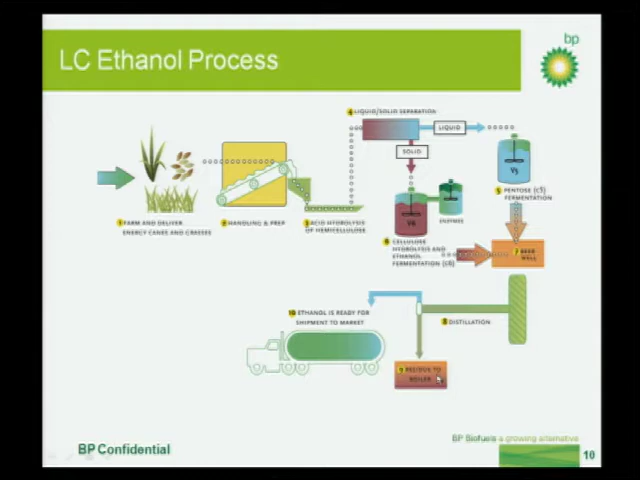 bp
LC Ethanol Process
4 LIQUID/SOLID SEPARATION
LIQUID
SOLID
V5
5 PENTOSE (C5)
FERMENTATION
V6
ENZYMES
1 FARM AND DELIVER
ENERGY CANES AND GRASSES
2 HANDLING & PREP
3 ACID HYDROLYSIS
OF HEMICELLULOSE
6 CELLULOSE
HYDROLYSIS AND
ETHANOL
FERMENTATION (C6)
7 BEER
WELL
10 ETHANOL IS READY FOR
SHIPMENT TO MARKET
8 DISTILLATION
9 RESIDUE TO
BOILER
BP Confidential
BP Biofuels a growing alternative
10